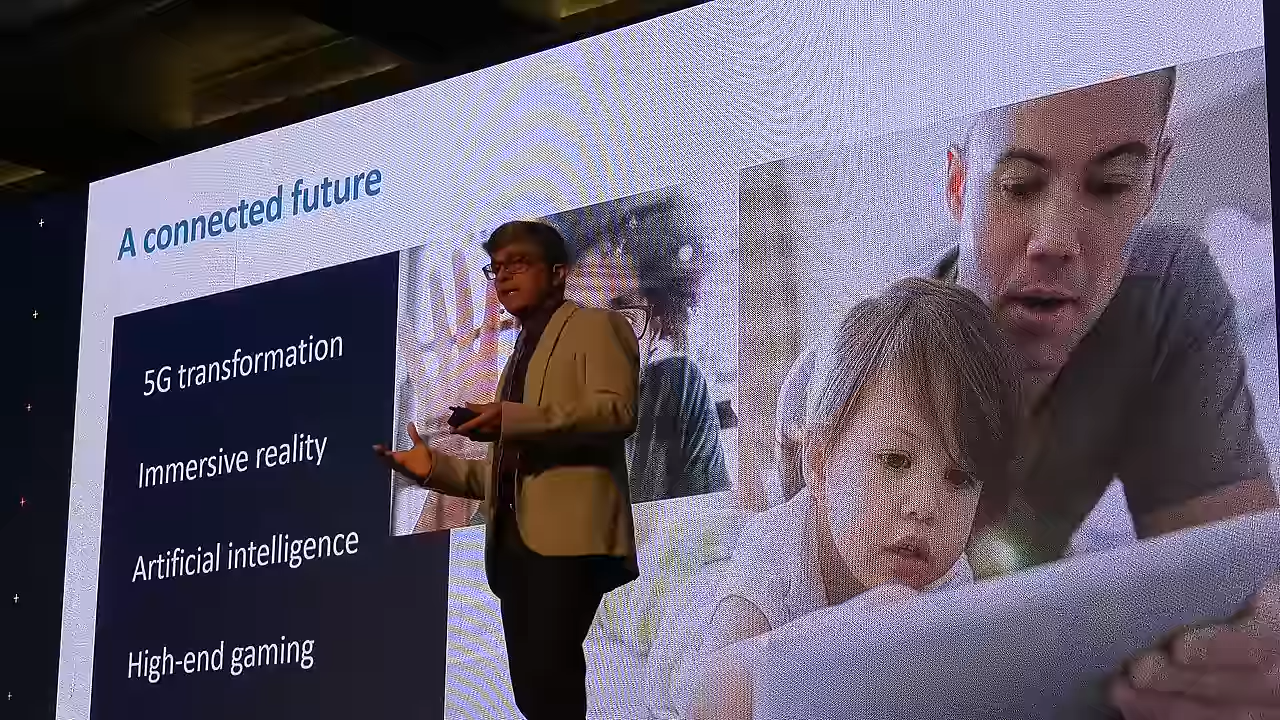 A connected future
5G transformation
Immersive reality
Artificial intelligence
High-end gaming